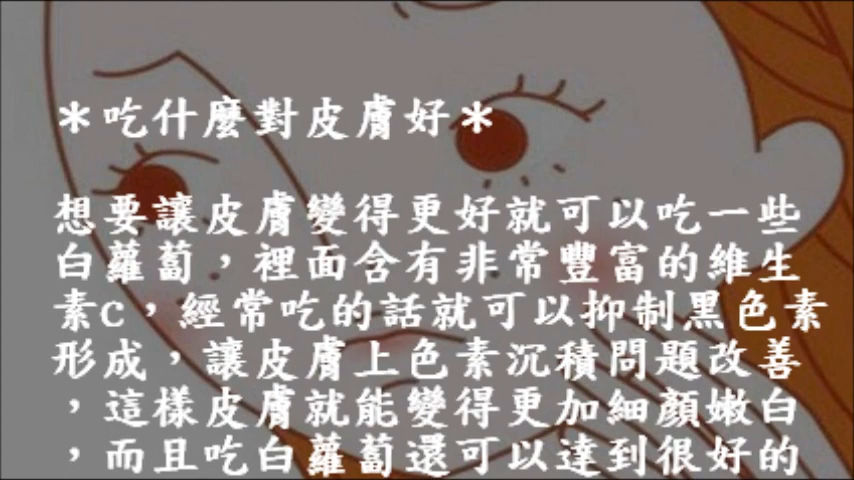 ＊吃什麼對皮膚好＊
想要讓皮膚變得更好就可以吃一些
白蘿蔔，裡面含有非常豐富的維生
素C，經常吃的話就可以抑制黑色素
形成，讓皮膚上色素沉積問題改善
，這樣皮膚就能變得更加細顏嫩白
，而且吃白蘿蔔還可以達到很好的